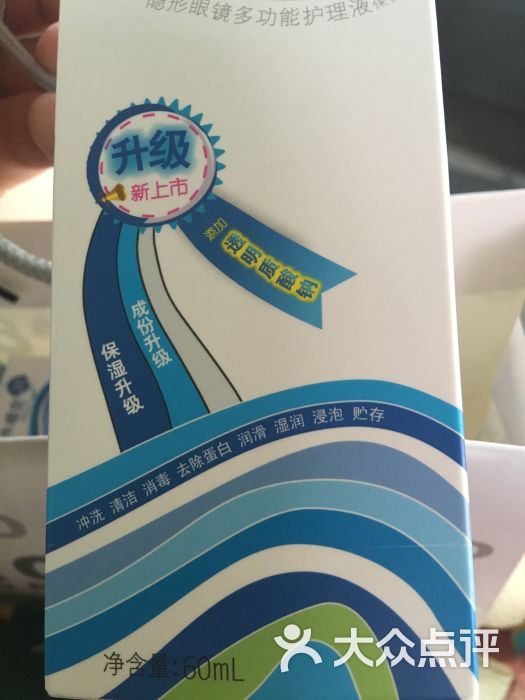 隐形眼镜多功能护理液保湿
升级
新上市
添加
透明质酸钠
成份升级
保湿升级
冲洗 清洁 消毒 去除蛋白 润滑 湿润 浸泡 贮存
净含量:60mL
大众点评